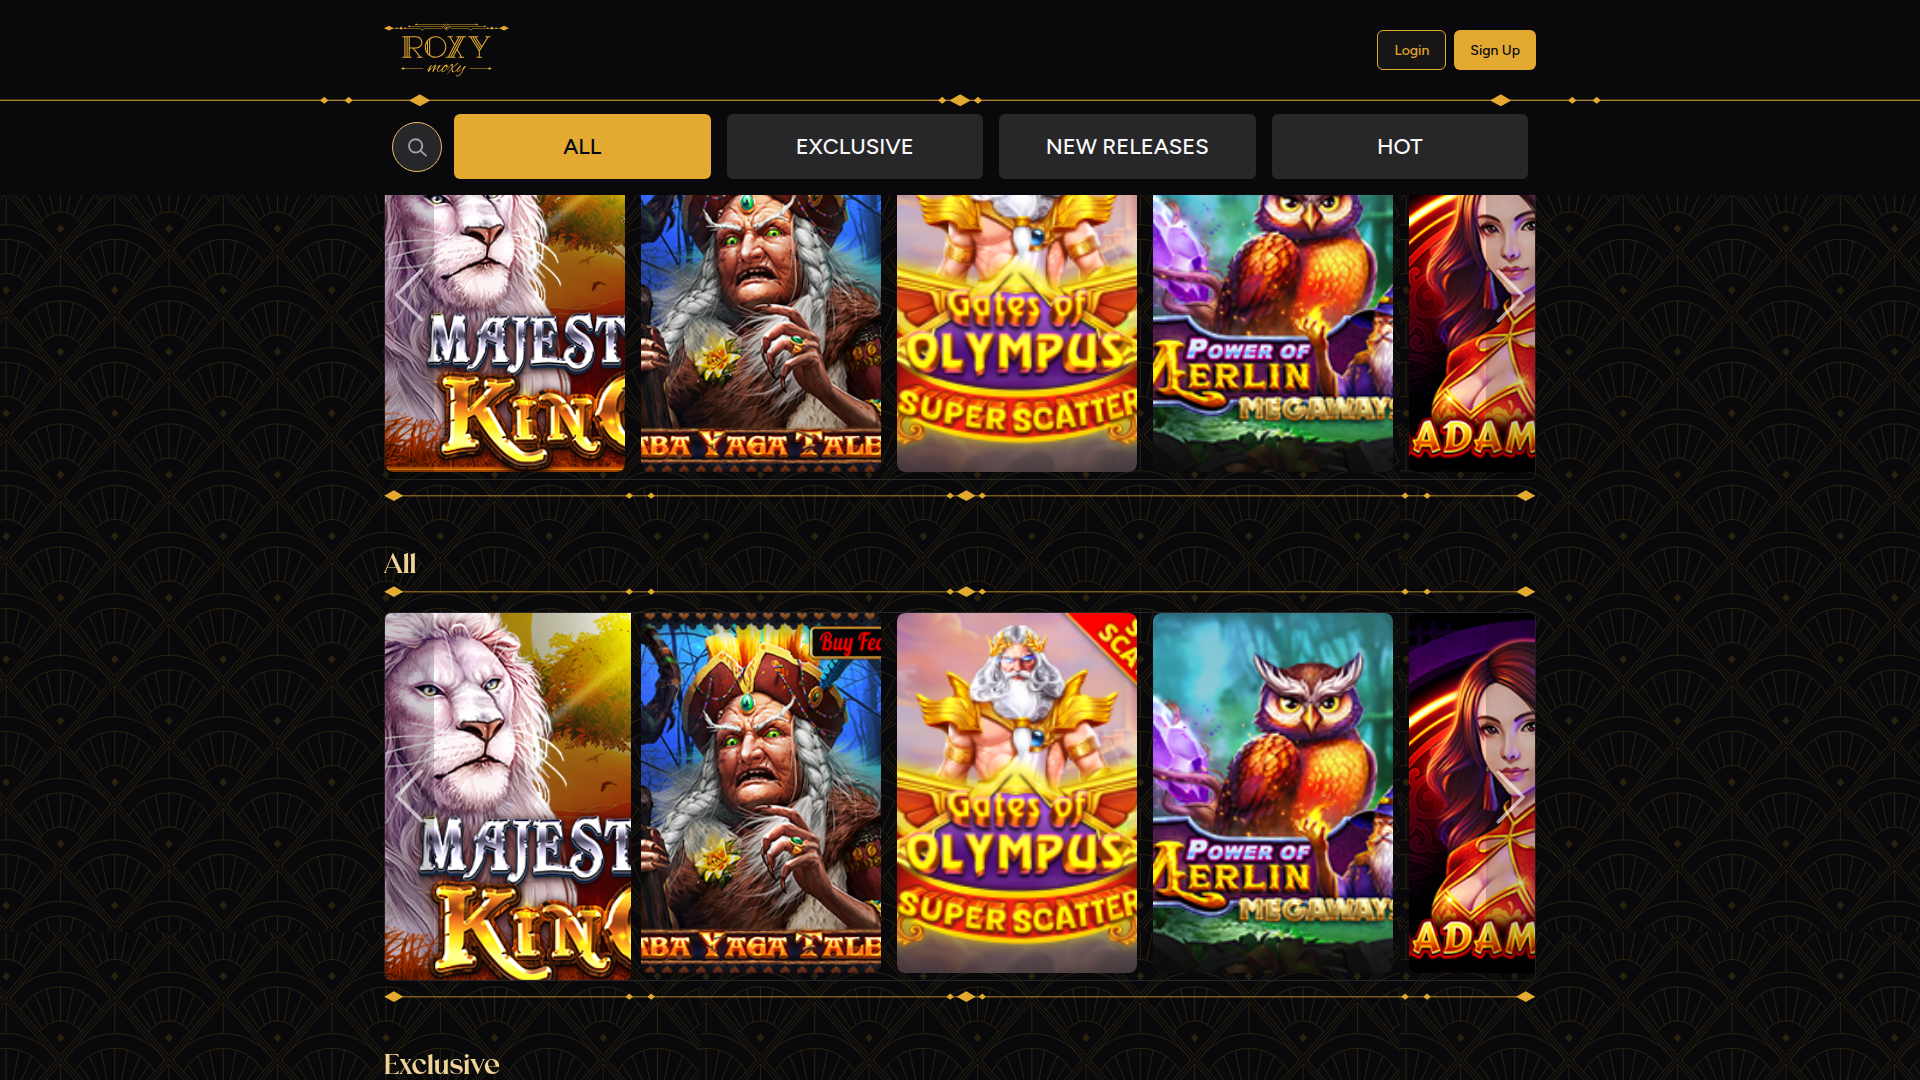 ROXY
moxy
Login
Sign Up
ALL
EXCLUSIVE
NEW RELEASES
HOT
MAJEST
KING
BA YAGA TALE
Gates of
OLYMPUS
SUPER SCATTER
POWER OF
MERLIN
MEGAWAYS
ADAM
All
MAJEST
KING
Buy Fea
BA YAGA TALE
SCA
Gates of
OLYMPUS
SUPER SCATTER
POWER OF
MERLIN
MEGAWAYS
ADAM
Exclusive